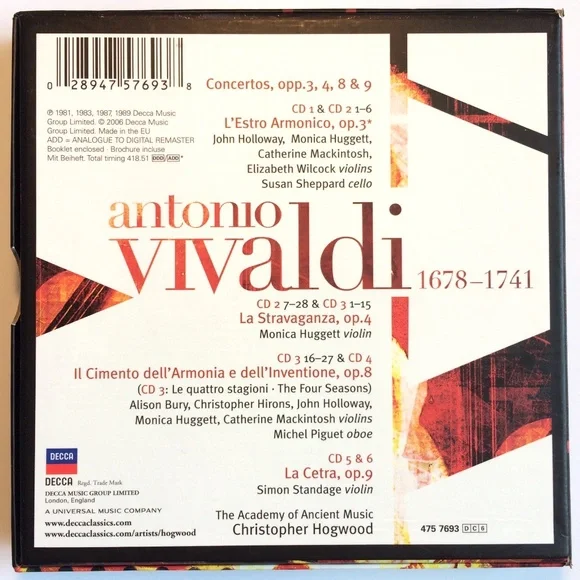 0 28947 57693 8
Concertos, opp.3, 4, 8 & 9
℗ 1981, 1983, 1987, 1989 Decca Music
Group Limited. © 2006 Decca Music
Group Limited. Made in the EU
ADD = ANALOGUE TO DIGITAL REMASTER
Booklet enclosed · Brochure incluse
Mit Beiheft. Total timing 418.51 DDD/ADD*
CD 1 & CD 2 1–6
L'Estro Armonico, op.3*
John Holloway, Monica Huggett,
Catherine Mackintosh,
Elizabeth Wilcock violins
Susan Sheppard cello
antonio
VIValdi
1678–1741
CD 2 7–28 & CD 3 1–15
La Stravaganza, op.4
Monica Huggett violin
CD 3 16–27 & CD 4
Il Cimento dell'Armonia e dell'Inventione, op.8
(CD 3: Le quattro stagioni · The Four Seasons)
Alison Bury, Christopher Hirons, John Holloway,
Monica Huggett, Catherine Mackintosh violins
Michel Piguet oboe
CD 5 & 6
La Cetra, op.9
Simon Standage violin
The Academy of Ancient Music
Christopher Hogwood
DECCA
DECCA Regd. Trade Mark
DECCA MUSIC GROUP LIMITED
London, England
A UNIVERSAL MUSIC COMPANY
www.deccaclassics.com
www.deccaclassics.com/artists/hogwood
475 7693 DC6